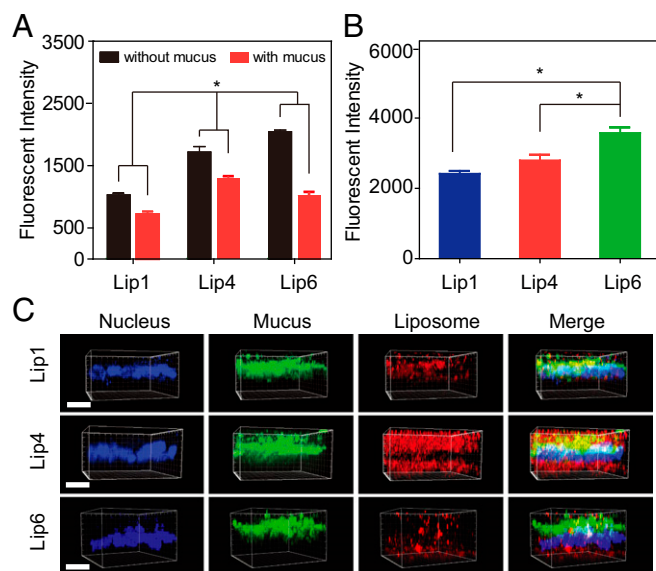 A
Fluorescent Intensity
3500
2500
1500
500
0
without mucus
with mucus
*
Lip1
Lip4
Lip6
B
Fluorescent Intensity
6000
4000
2000
0
*
*
Lip1
Lip4
Lip6
C
Nucleus
Mucus
Liposome
Merge
Lip1
Lip4
Lip6